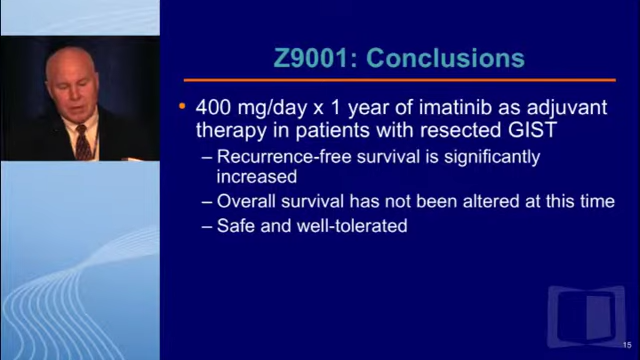 Z9001: Conclusions
• 400 mg/day x 1 year of imatinib as adjuvant
therapy in patients with resected GIST
– Recurrence-free survival is significantly
increased
– Overall survival has not been altered at this time
– Safe and well-tolerated
15